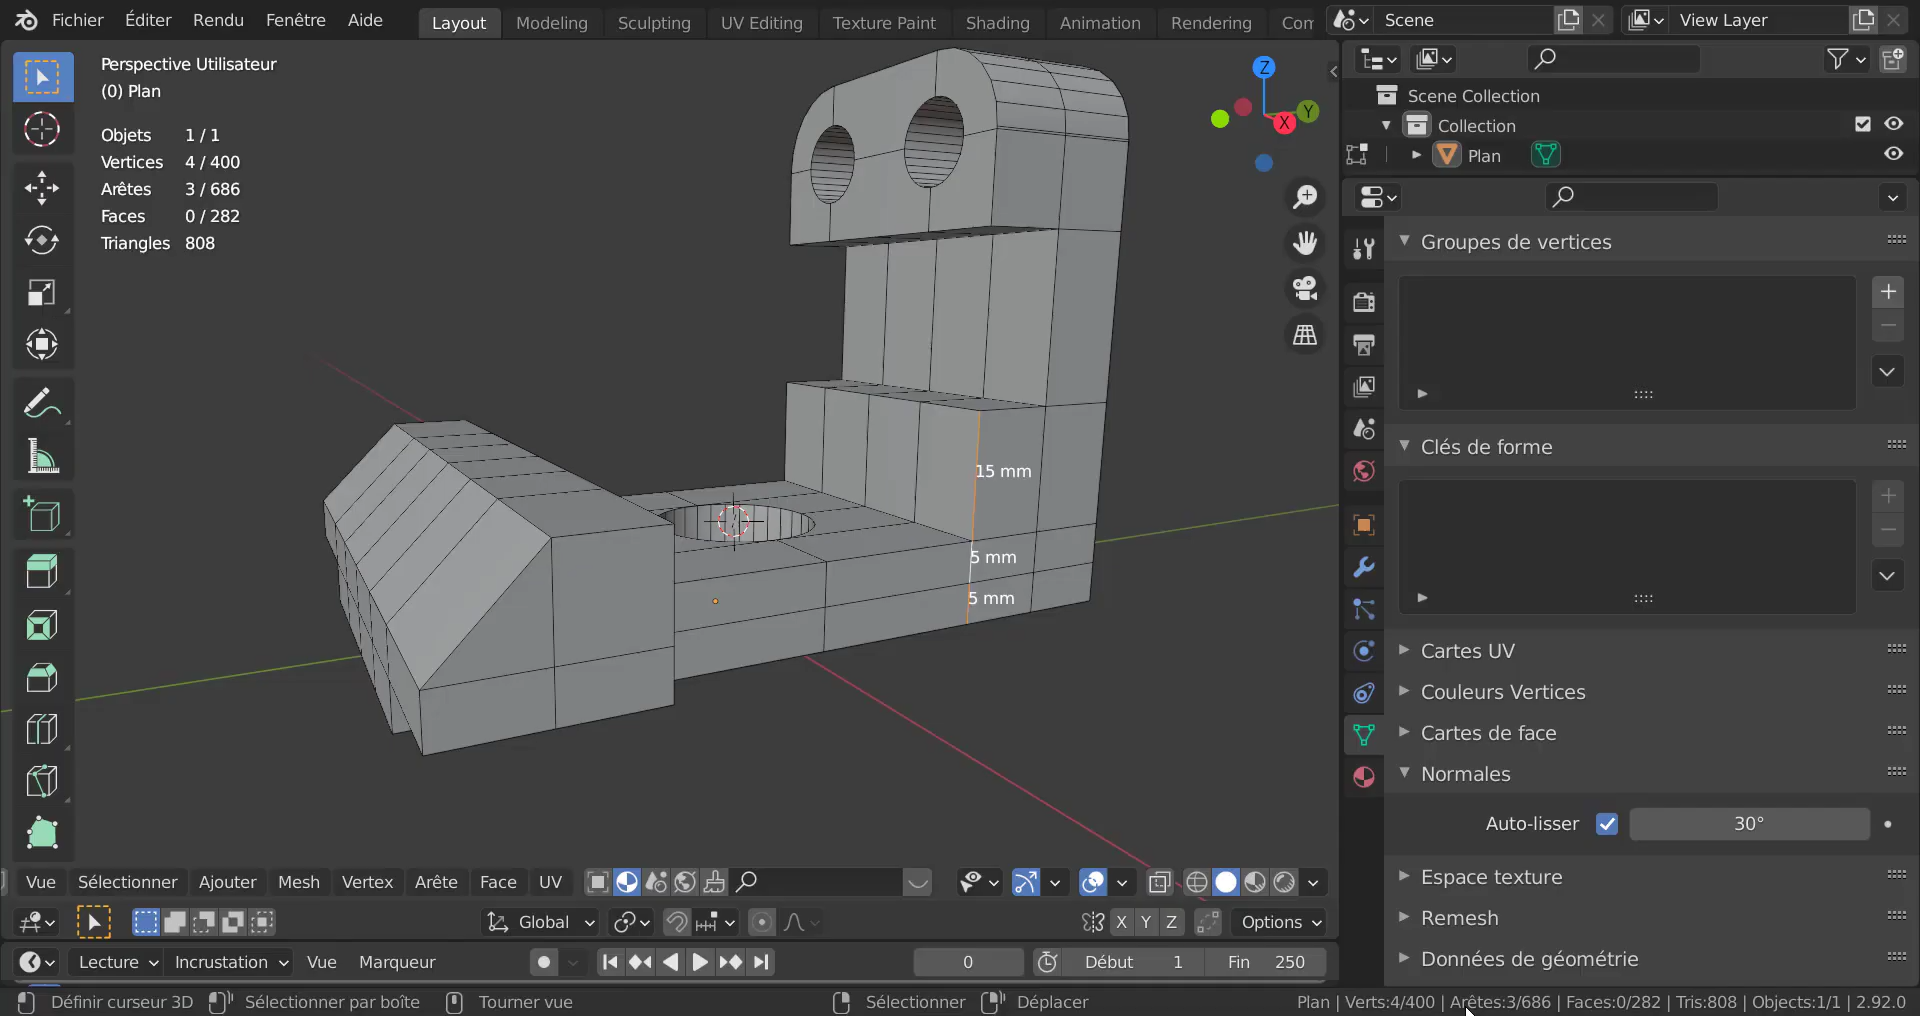 Fichier Éditer Rendu Fenêtre Aide Layout Modeling Sculpting UV Editing Texture Paint Shading Animation Rendering Com Scene View Layer
Perspective Utilisateur
(0) Plan
Objets 1 / 1
Vertices 4 / 400
Arêtes 3 / 686
Faces 0 / 282
Triangles 808
Z
Y
X
15 mm
5 mm
5 mm
Scene Collection
Collection
Plan
Groupes de vertices
Clés de forme
Cartes UV
Couleurs Vertices
Cartes de face
Normales
Auto-lisser 30°
Espace texture
Remesh
Données de géométrie
Vue Sélectionner Ajouter Mesh Vertex Arête Face UV
Global X Y Z Options
Lecture Incrustation Vue Marqueur 0 Début 1 Fin 250
Définir curseur 3D Sélectionner par boîte Tourner vue Sélectionner Déplacer Plan | Verts:4/400 | Arêtes:3/686 | Faces:0/282 | Tris:808 | Objects:1/1 | 2.92.0